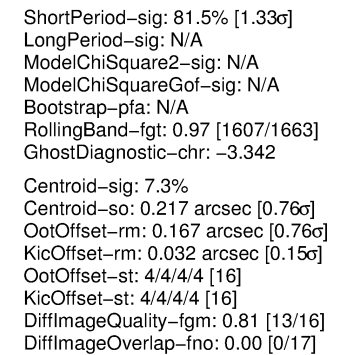 ShortPeriod−sig: 81.5% [1.33σ]
LongPeriod−sig: N/A
ModelChiSquare2−sig: N/A
ModelChiSquareGof−sig: N/A
Bootstrap−pfa: N/A
RollingBand−fgt: 0.97 [1607/1663]
GhostDiagnostic−chr: −3.342
Centroid−sig: 7.3%
Centroid−so: 0.217 arcsec [0.76σ]
OotOffset−rm: 0.167 arcsec [0.76σ]
KicOffset−rm: 0.032 arcsec [0.15σ]
OotOffset−st: 4/4/4/4 [16]
KicOffset−st: 4/4/4/4 [16]
DiffImageQuality−fgm: 0.81 [13/16]
DiffImageOverlap−fno: 0.00 [0/17]